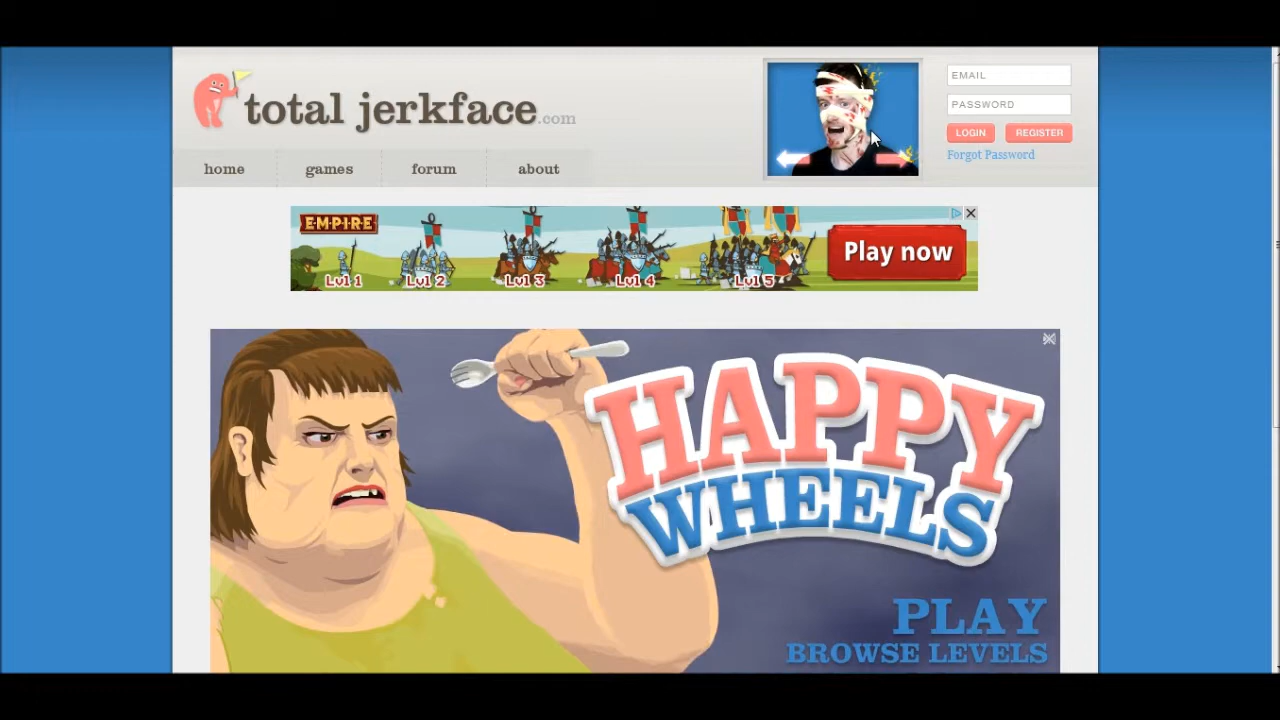 total jerkface.com
EMAIL
PASSWORD
LOGIN REGISTER
Forgot Password
home games forum about
EMPIRE
Lvl 1 Lvl 2 Lvl 3 Lvl 4 Lvl 5
Play now
HAPPY
WHEELS
PLAY
BROWSE LEVELS